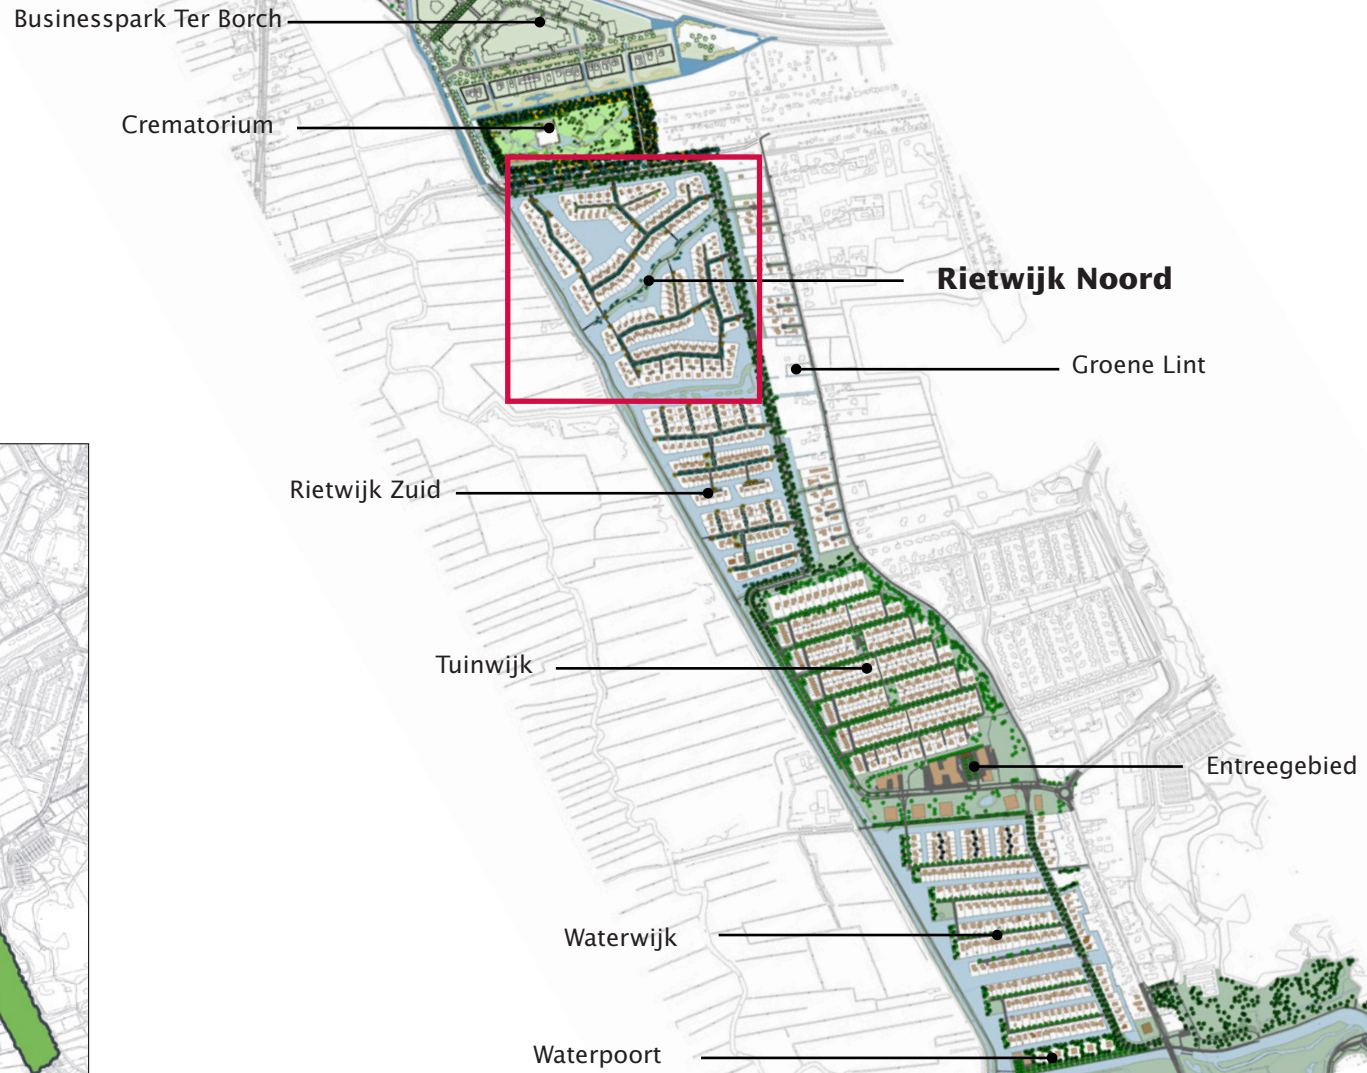 Businesspark Ter Borch
Crematorium
Rietwijk Noord
Groene Lint
Rietwijk Zuid
Tuinwijk
Entreegebied
Waterwijk
Waterpoort